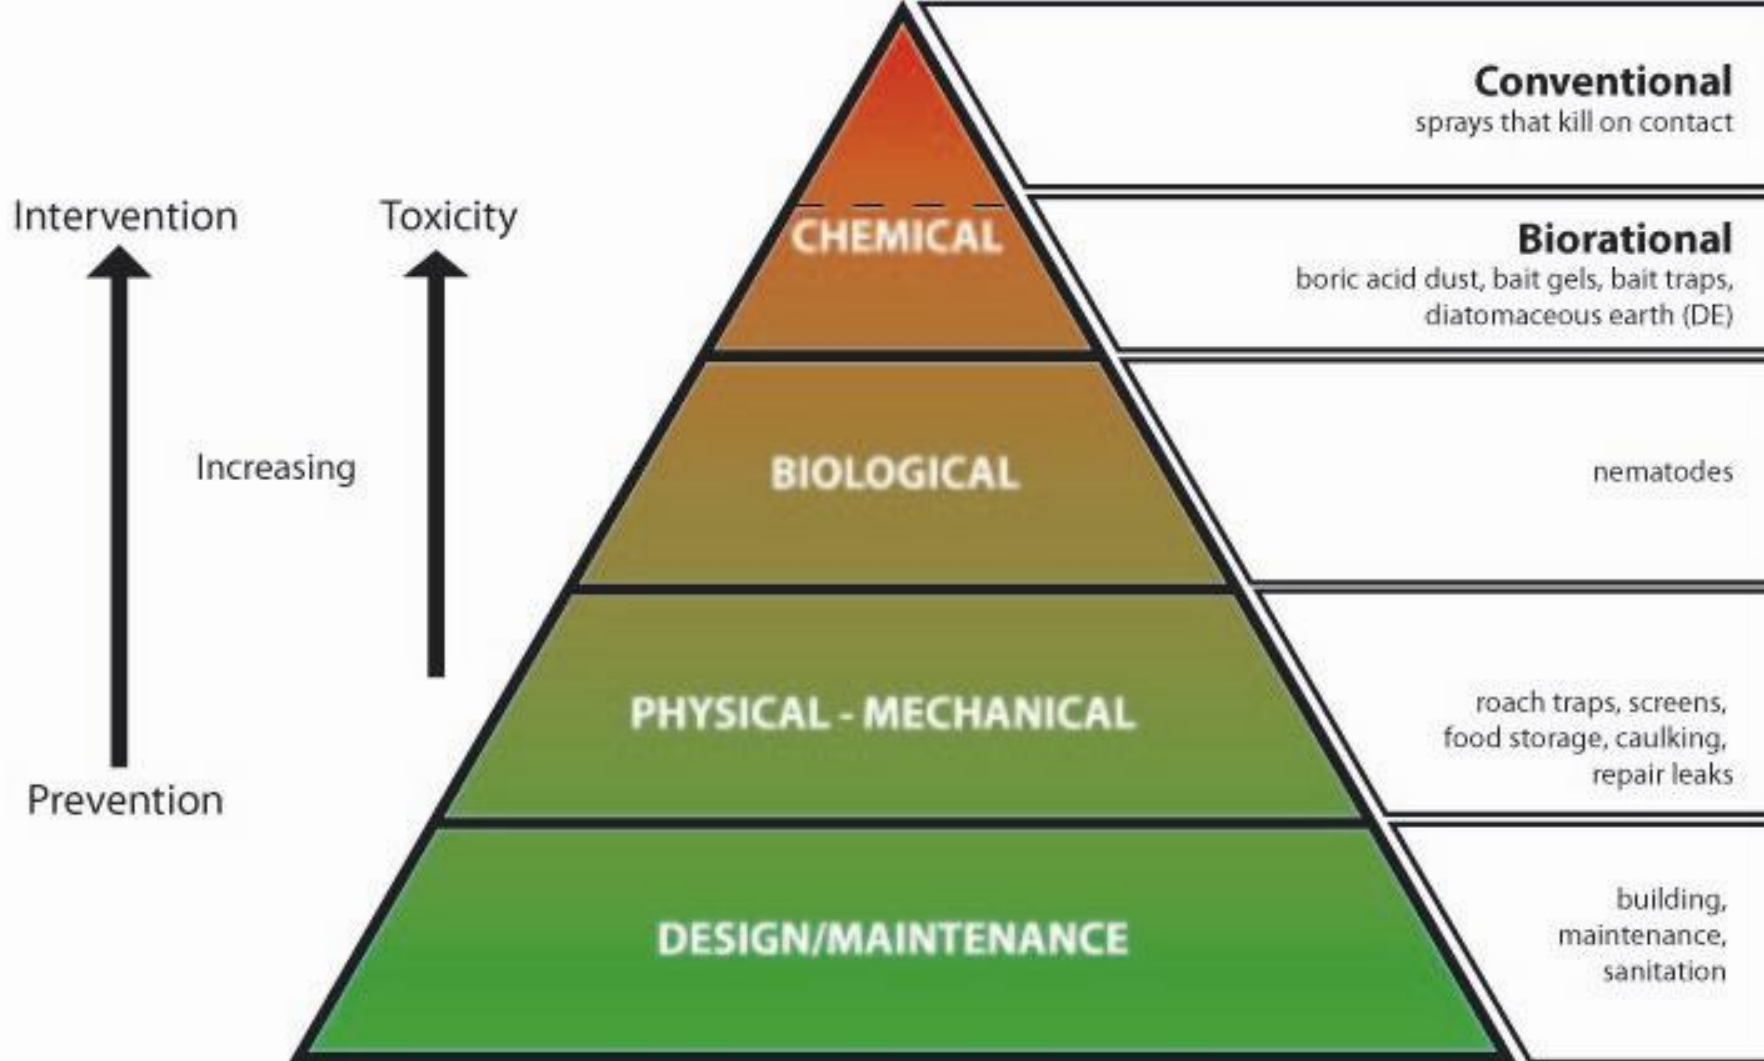 Conventional
sprays that kill on contact
Intervention
Toxicity
CHEMICAL
Biorational
boric acid dust, bait gels, bait traps,
diatomaceous earth (DE)
Increasing
BIOLOGICAL
nematodes
PHYSICAL - MECHANICAL
roach traps, screens,
food storage, caulking,
repair leaks
Prevention
DESIGN/MAINTENANCE
building,
maintenance,
sanitation